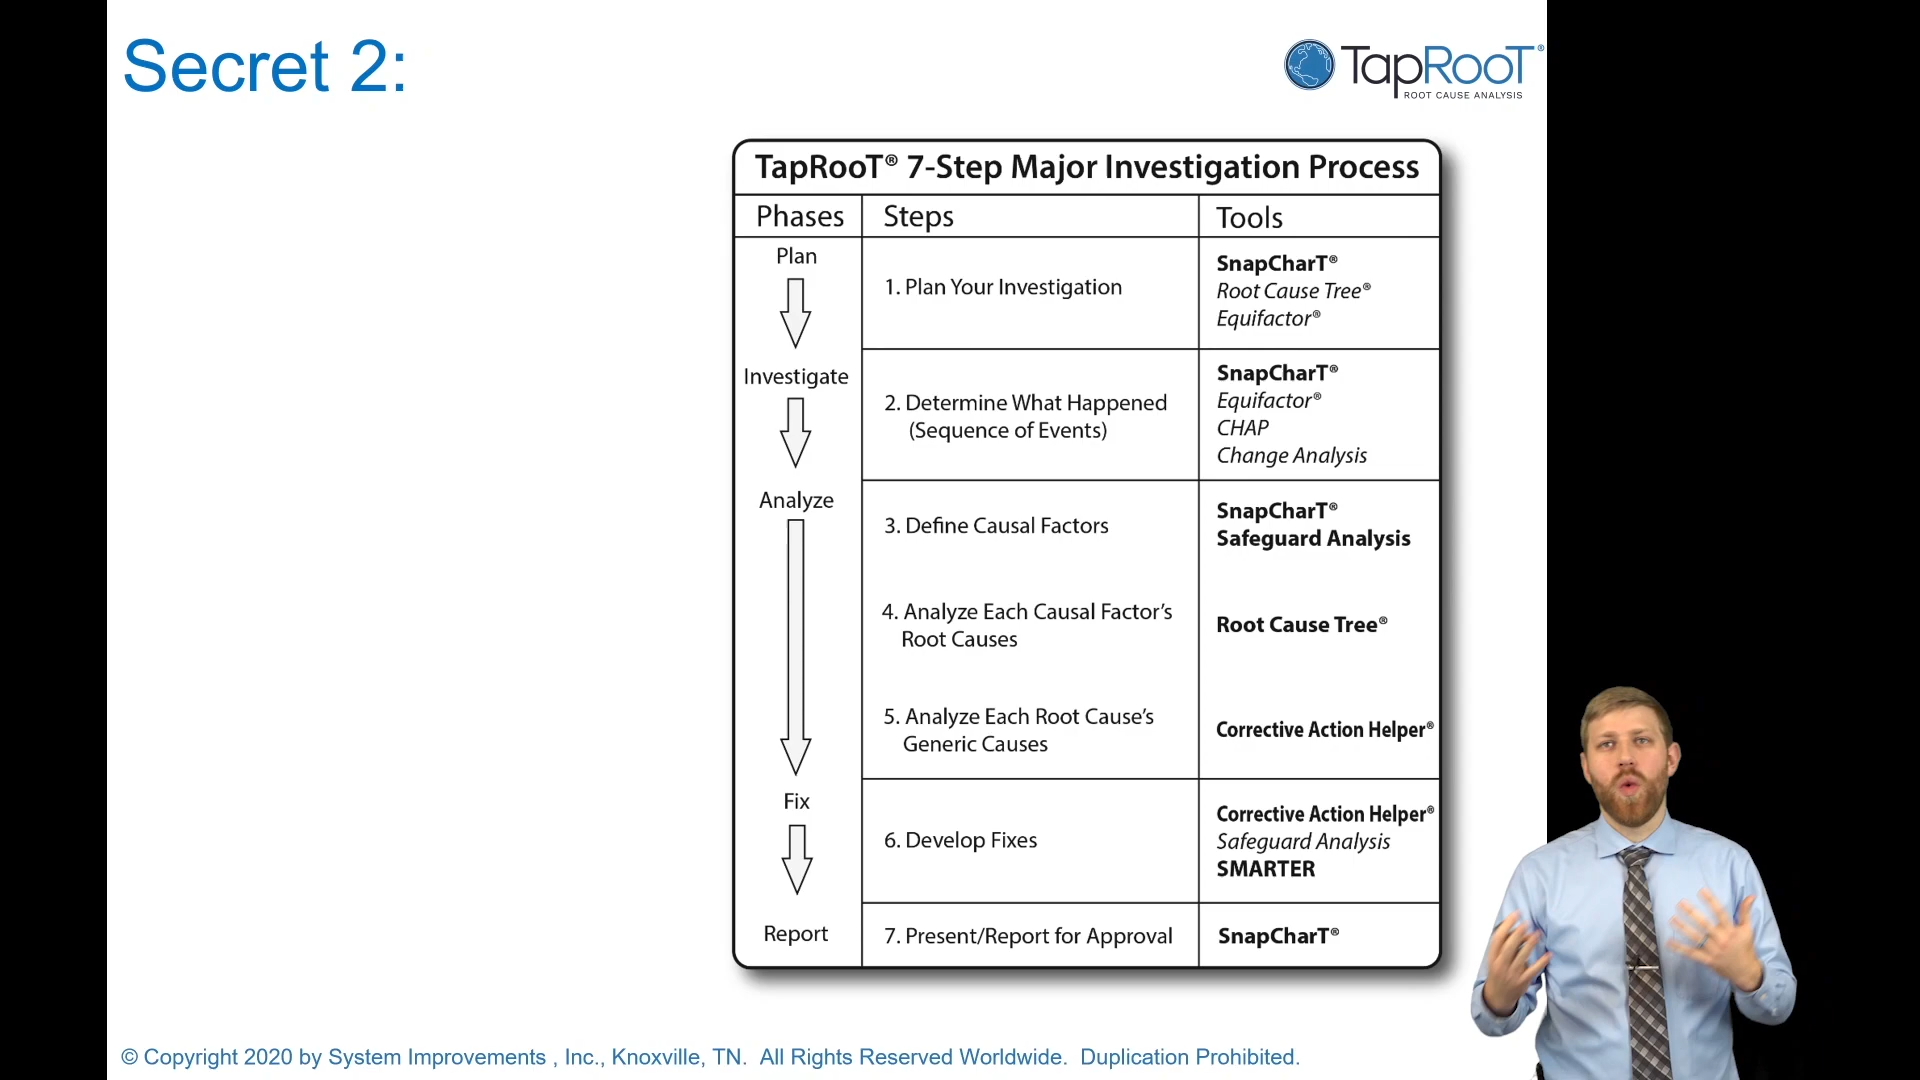 Secret 2:
TapRooT®
ROOT CAUSE ANALYSIS
TapRooT® 7-Step Major Investigation Process
Phases
Steps
Tools
Plan
1. Plan Your Investigation
SnapCharT®
Root Cause Tree®
Equifactor®
Investigate
2. Determine What Happened
(Sequence of Events)
SnapCharT®
Equifactor®
CHAP
Change Analysis
Analyze
3. Define Causal Factors
SnapCharT®
Safeguard Analysis
4. Analyze Each Causal Factor’s
Root Causes
Root Cause Tree®
5. Analyze Each Root Cause’s
Generic Causes
Corrective Action Helper®
Fix
6. Develop Fixes
Corrective Action Helper®
Safeguard Analysis
SMARTER
Report
7. Present/Report for Approval
SnapCharT®
© Copyright 2020 by System Improvements , Inc., Knoxville, TN.  All Rights Reserved Worldwide.  Duplication Prohibited.